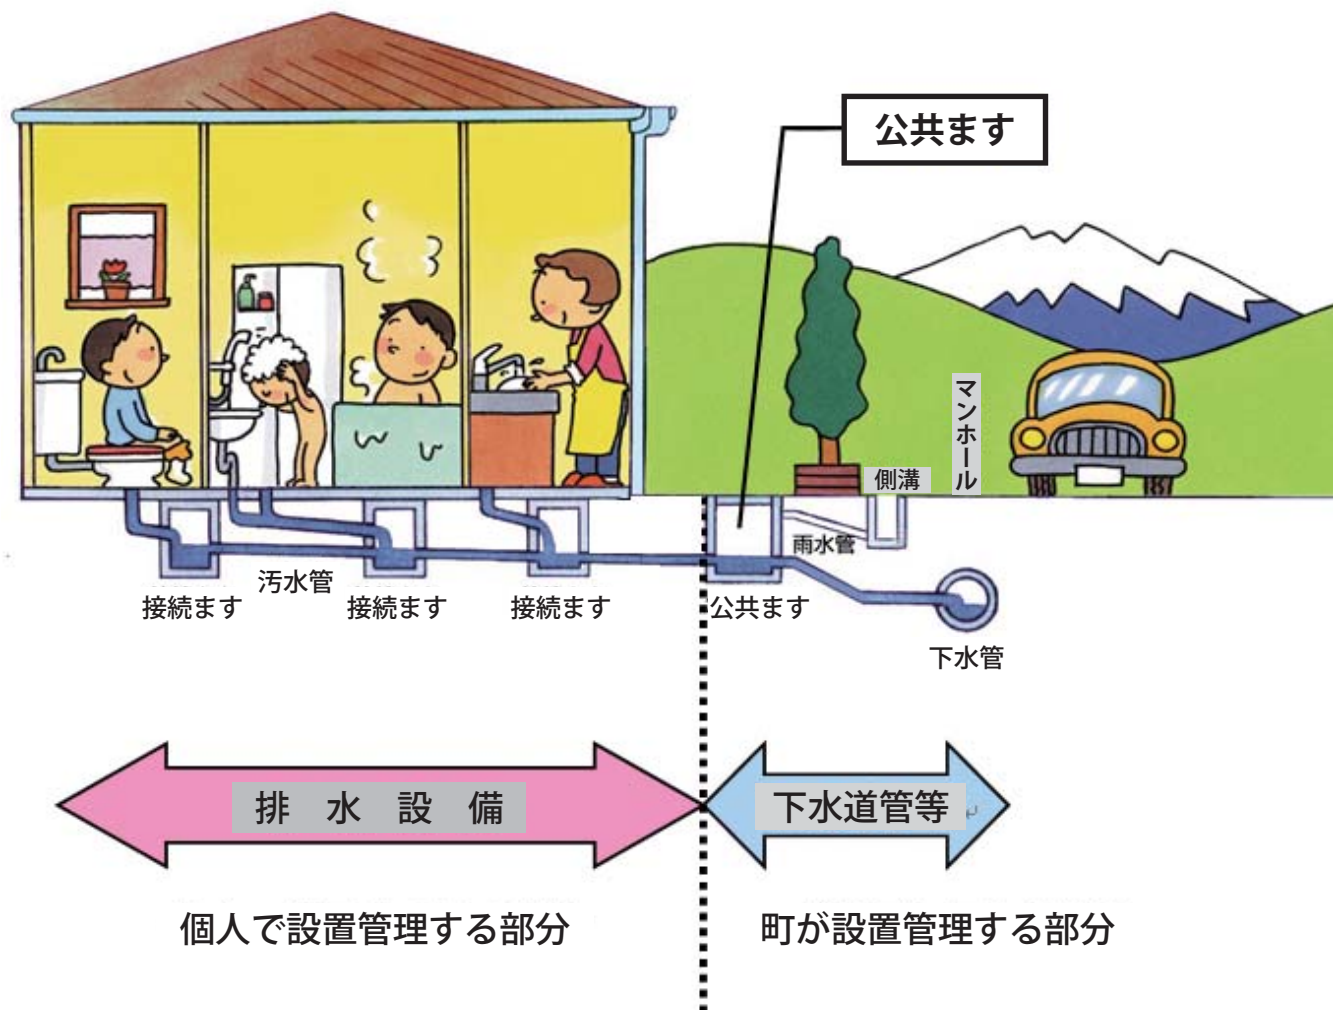 公共ます
マンホール
側溝
雨水管
汚水管
接続ます
接続ます
接続ます
公共ます
下水管
排 水 設 備
下水道管等
個人で設置管理する部分
町が設置管理する部分